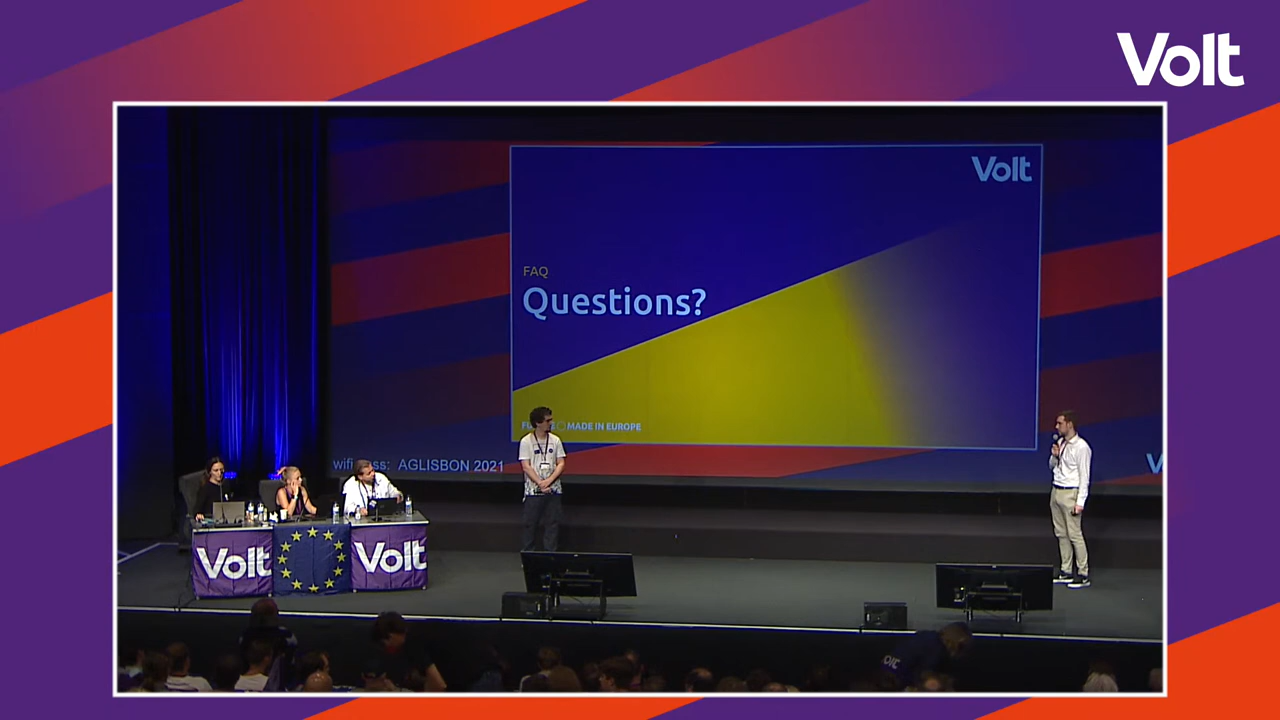 Volt
Volt
FAQ
Questions?
MADE IN EUROPE
wifi
AGLISBON 2021
Volt
Volt